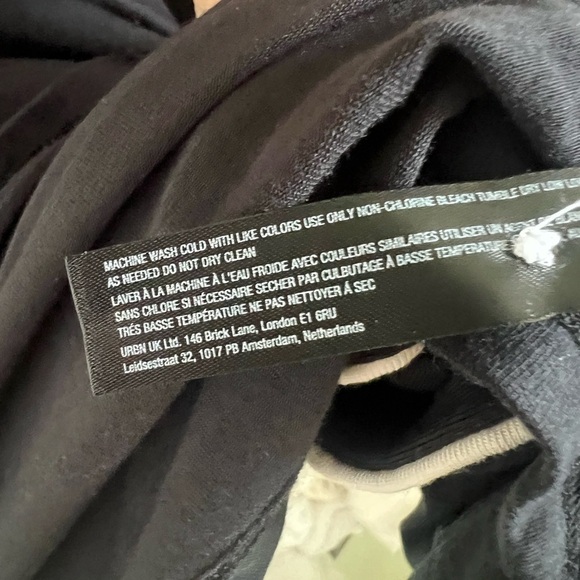 MACHINE WASH COLD WITH LIKE COLORS USE ONLY NON-CHLORINE BLEACH TUMBLE DRY LOW
AS NEEDED DO NOT DRY CLEAN
LAVER À LA MACHINE À L'EAU FROIDE AVEC COULEURS SIMILAIRES UTILISER UN
SANS CHLORE SI NÉCESSAIRE SÉCHER PAR CULBUTAGE À BASSE TEMPÉRATURE
TRÉS BASSE TEMPÉRATURE NE PAS NETTOYER Á SEC
URBN UK Ltd. 146 Brick Lane, London E1 6RU
Leidsestraat 32, 1017 PB Amsterdam, Netherlands